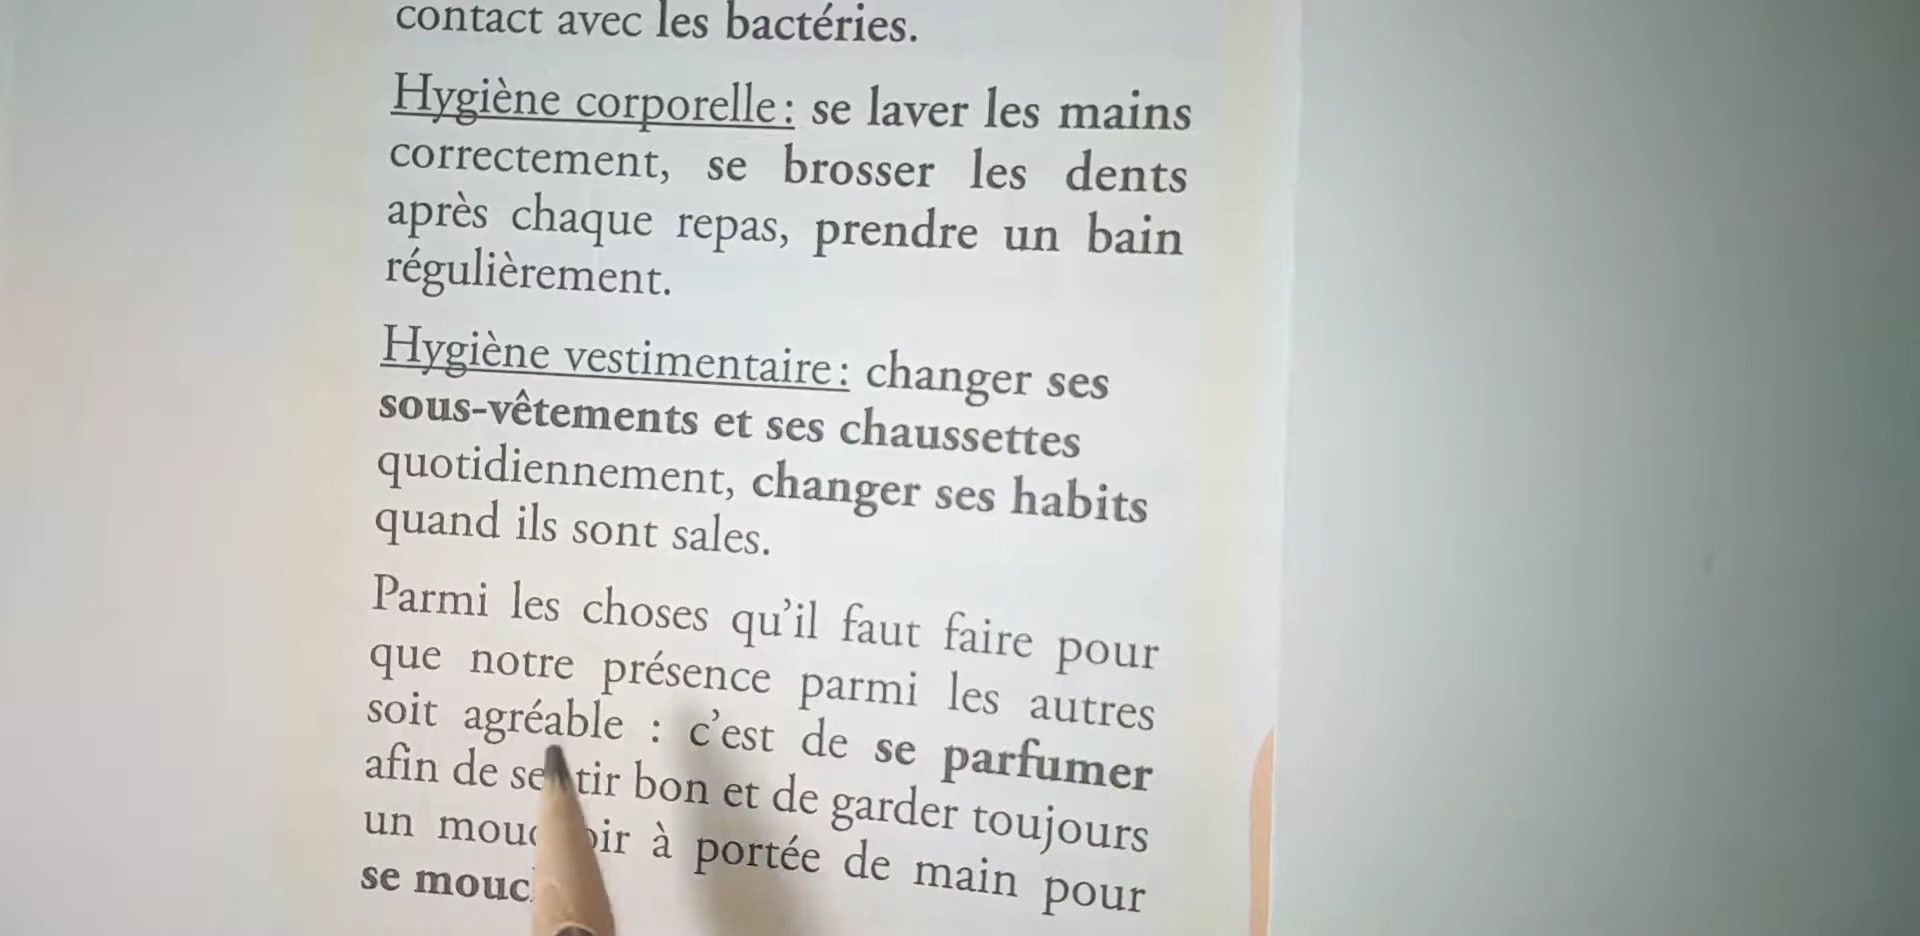 contact avec les bactéries.
Hygiène corporelle : se laver les mains
correctement, se brosser les dents
après chaque repas, prendre un bain
régulièrement.
Hygiène vestimentaire : changer ses
sous-vêtements et ses chaussettes
quotidiennement, changer ses habits
quand ils sont sales.
Parmi les choses qu'il faut faire pour
que notre présence parmi les autres
soit agréable : c'est de se parfumer
afin de sentir bon et de garder toujours
un mouchoir à portée de main pour
se